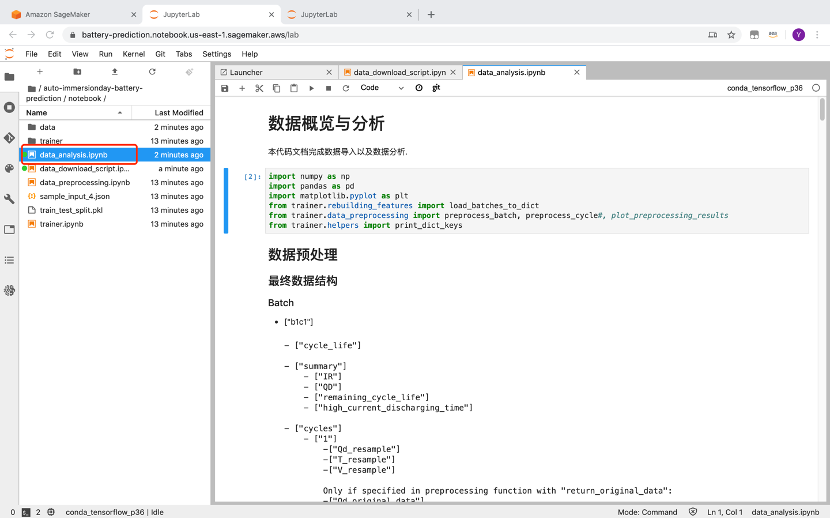 Amazon SageMaker
JupyterLab
JupyterLab
battery-prediction.notebook.us-east-1.sagemaker.aws/lab
aws
Y
File Edit View Run Kernel Git Tabs Settings Help
/ auto-immersionday-battery-
prediction / notebook /
Name Last Modified
data 2 minutes ago
trainer 13 minutes ago
data_analysis.ipynb 2 minutes ago
data_download_script.ip... a minute ago
data_preprocessing.ipynb 13 minutes ago
sample_input_4.json 13 minutes ago
train_test_split.pkl 13 minutes ago
trainer.ipynb 13 minutes ago
Launcher
data_download_script.ipyn
data_analysis.ipynb
Code git conda_tensorflow_p36
数据概览与分析
本代码文档完成数据导入以及数据分析.
[2]: import numpy as np
import pandas as pd
import matplotlib.pyplot as plt
from trainer.rebuilding_features import load_batches_to_dict
from trainer.data_preprocessing import preprocess_batch, preprocess_cycle#, plot_preprocessing_results
from trainer.helpers import print_dict_keys
数据预处理
最终数据结构
Batch
• ["b1c1"]
– ["cycle_life"]
– ["summary"]
– ["IR"]
– ["QD"]
– ["remaining_cycle_life"]
– ["high_current_discharging_time"]
– ["cycles"]
– ["1"]
–["Qd_resample"]
–["T_resample"]
–["V_resample"]
Only if specified in preprocessing function with "return_original_data":
–["Qd_original_data"]
0 2 conda_tensorflow_p36 | Idle Mode: Command Ln 1, Col 1 data_analysis.ipynb